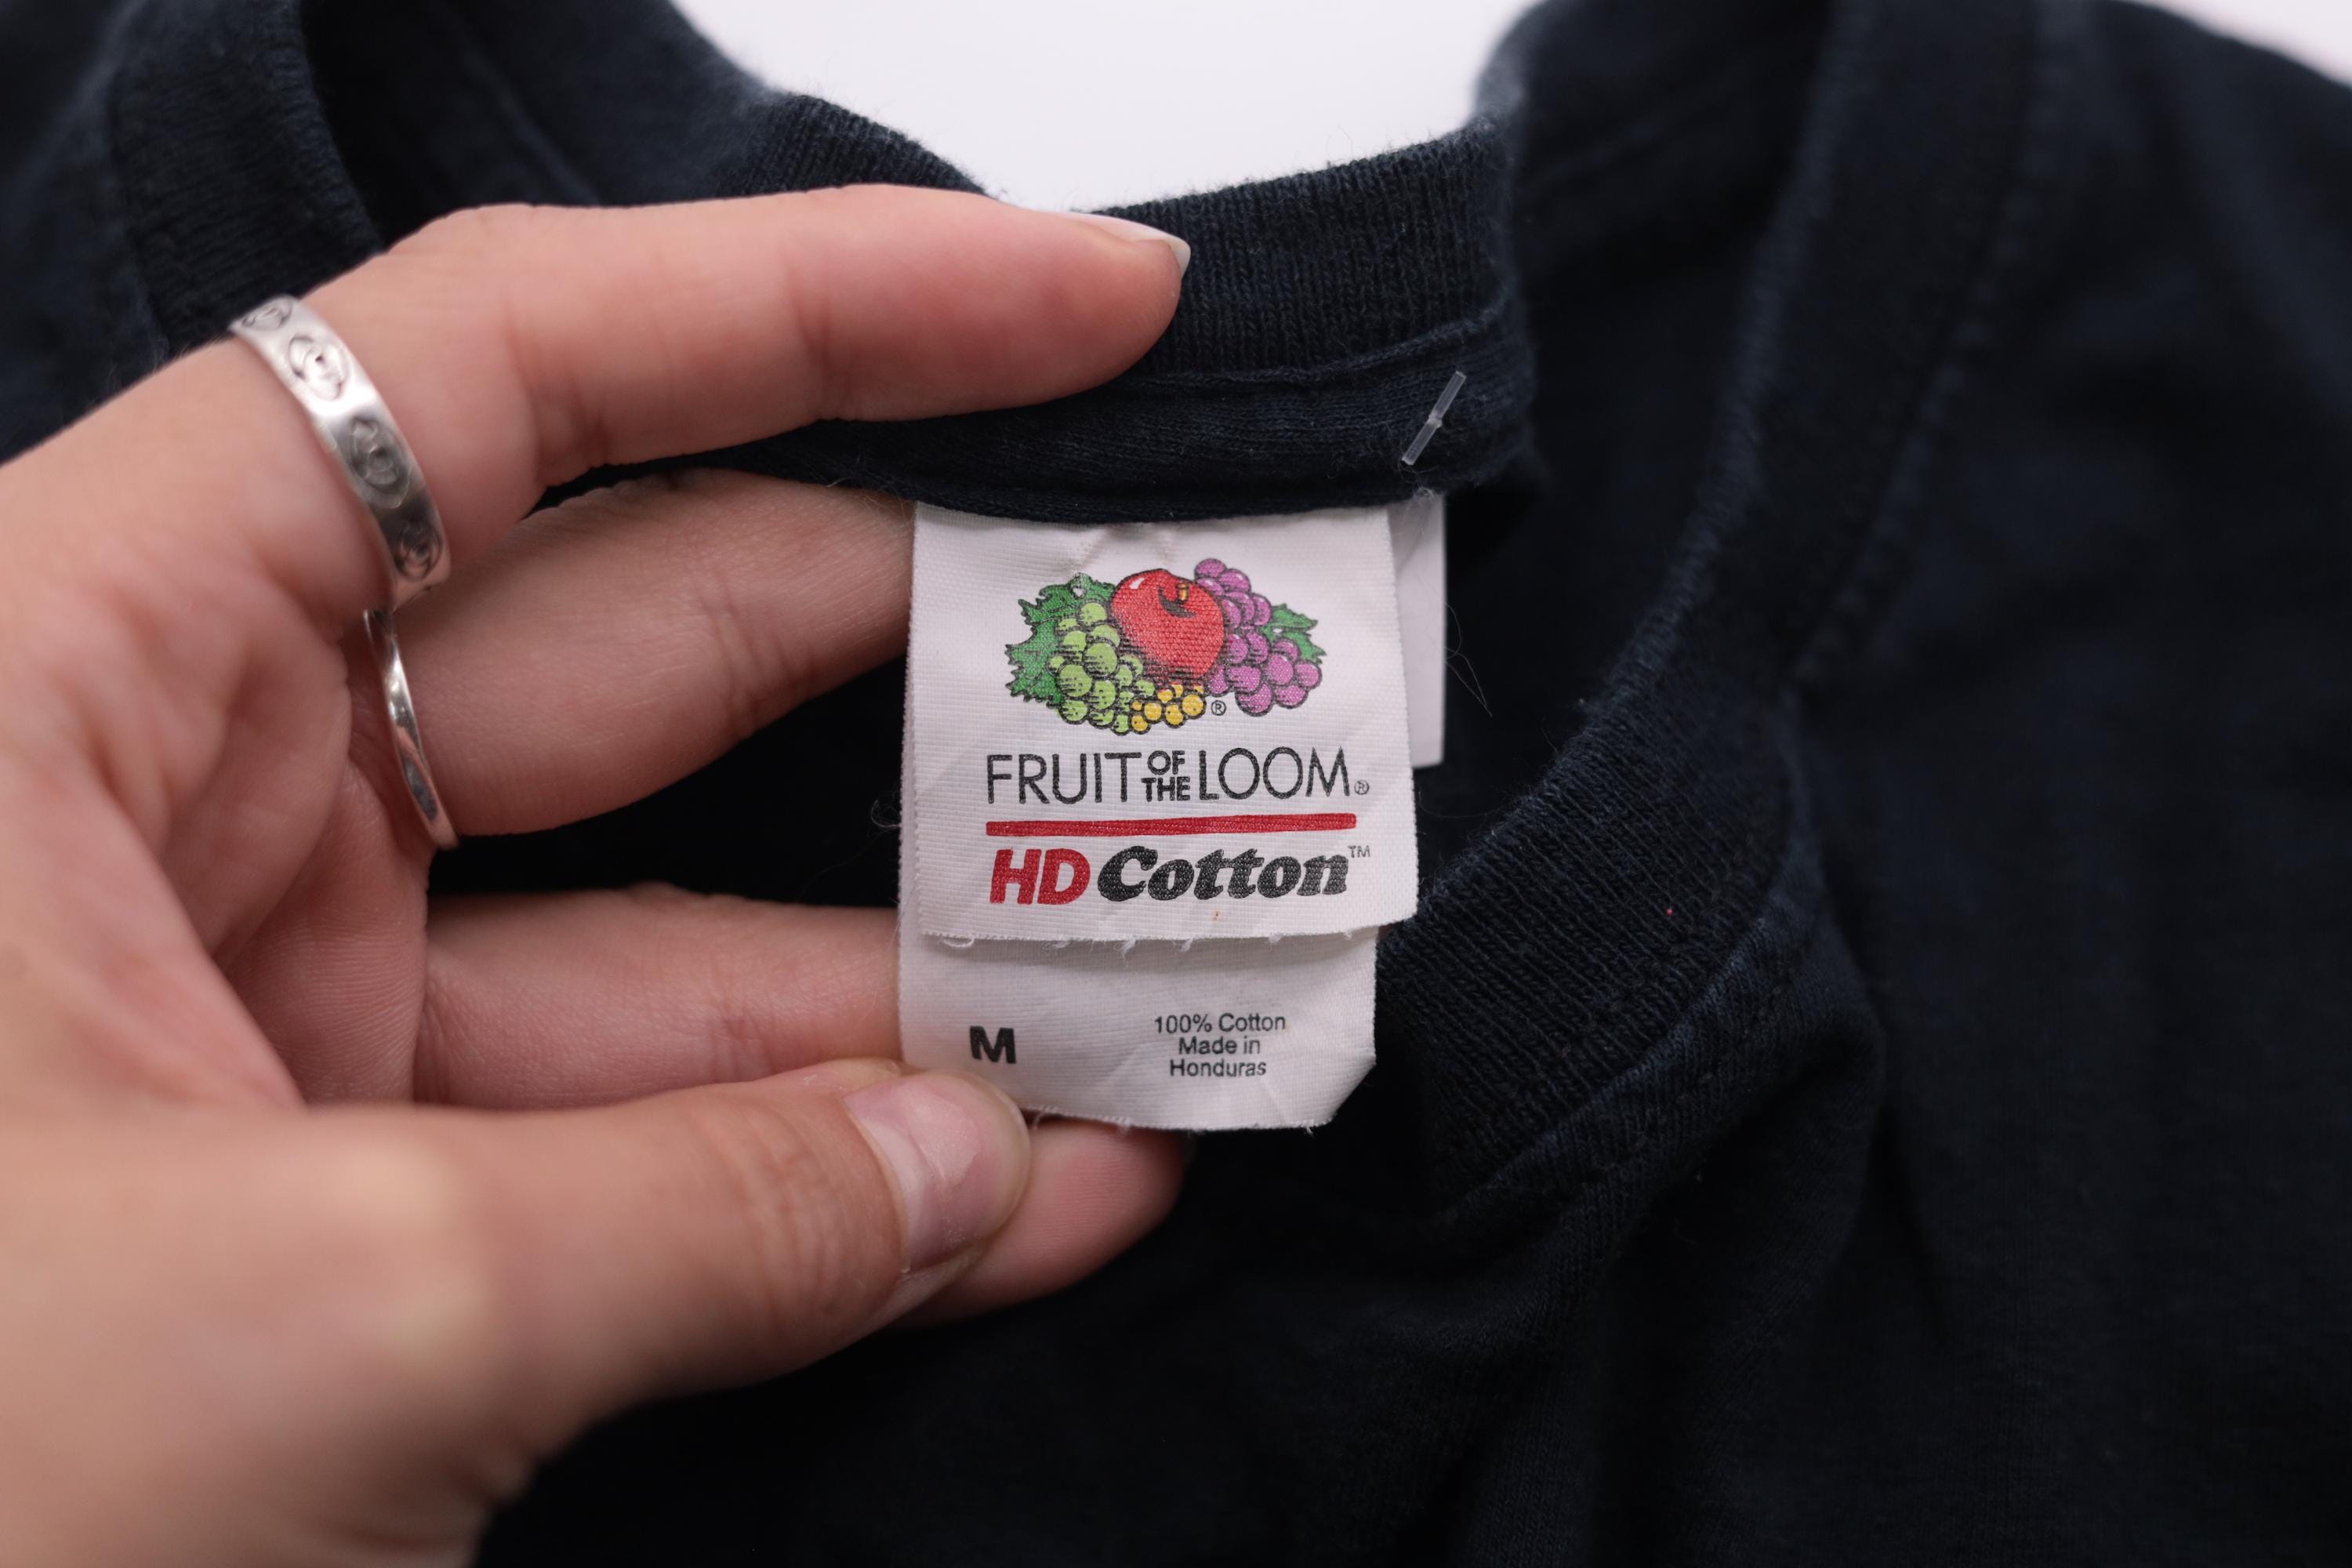 FRUIT OF THE LOOM®
HD Cotton™
M
100% Cotton
Made in
Honduras